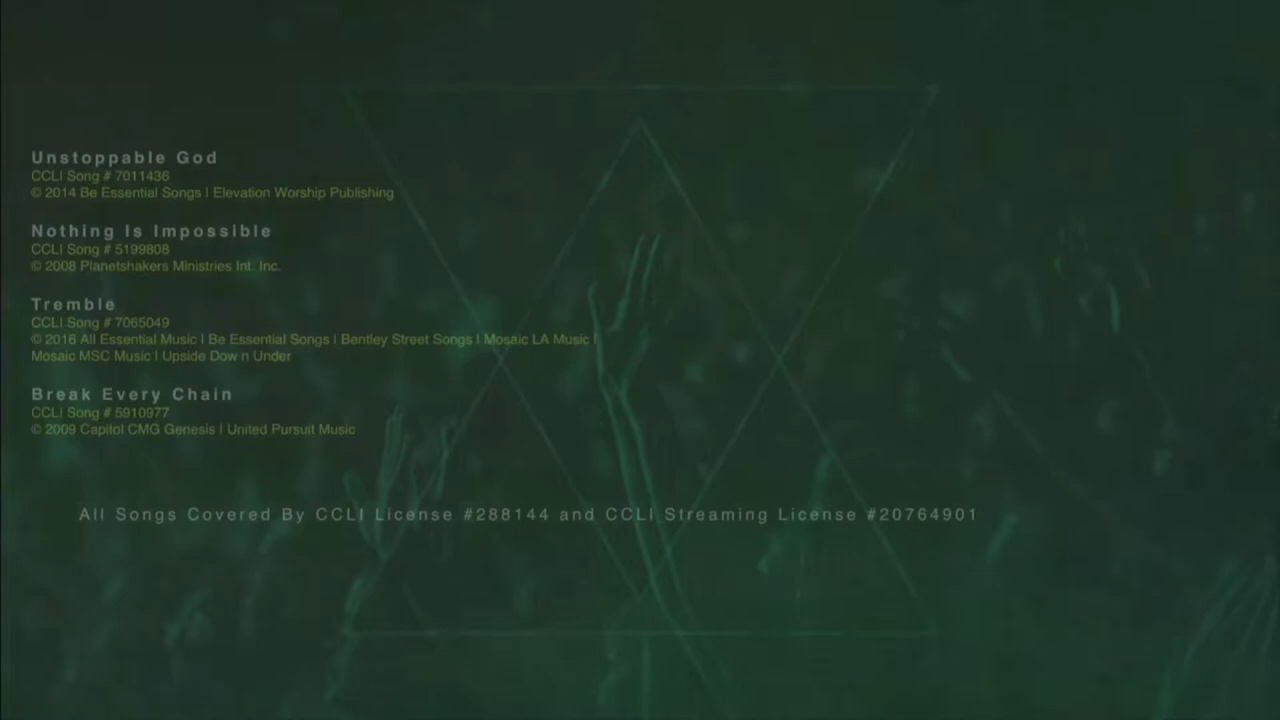 Unstoppable God
CCLI Song # 7011436
© 2014 Be Essential Songs | Elevation Worship Publishing
Nothing Is Impossible
CCLI Song # 5199808
© 2008 Planetshakers Ministries Int. Inc.
Tremble
CCLI Song # 7065049
© 2016 All Essential Music | Be Essential Songs | Bentley Street Songs | Mosaic LA Music |
Mosaic MSC Music | Upside Dow n Under
Break Every Chain
CCLI Song # 5910977
© 2009 Capitol CMG Genesis | United Pursuit Music
All Songs Covered By CCLI License #288144 and CCLI Streaming License #20764901